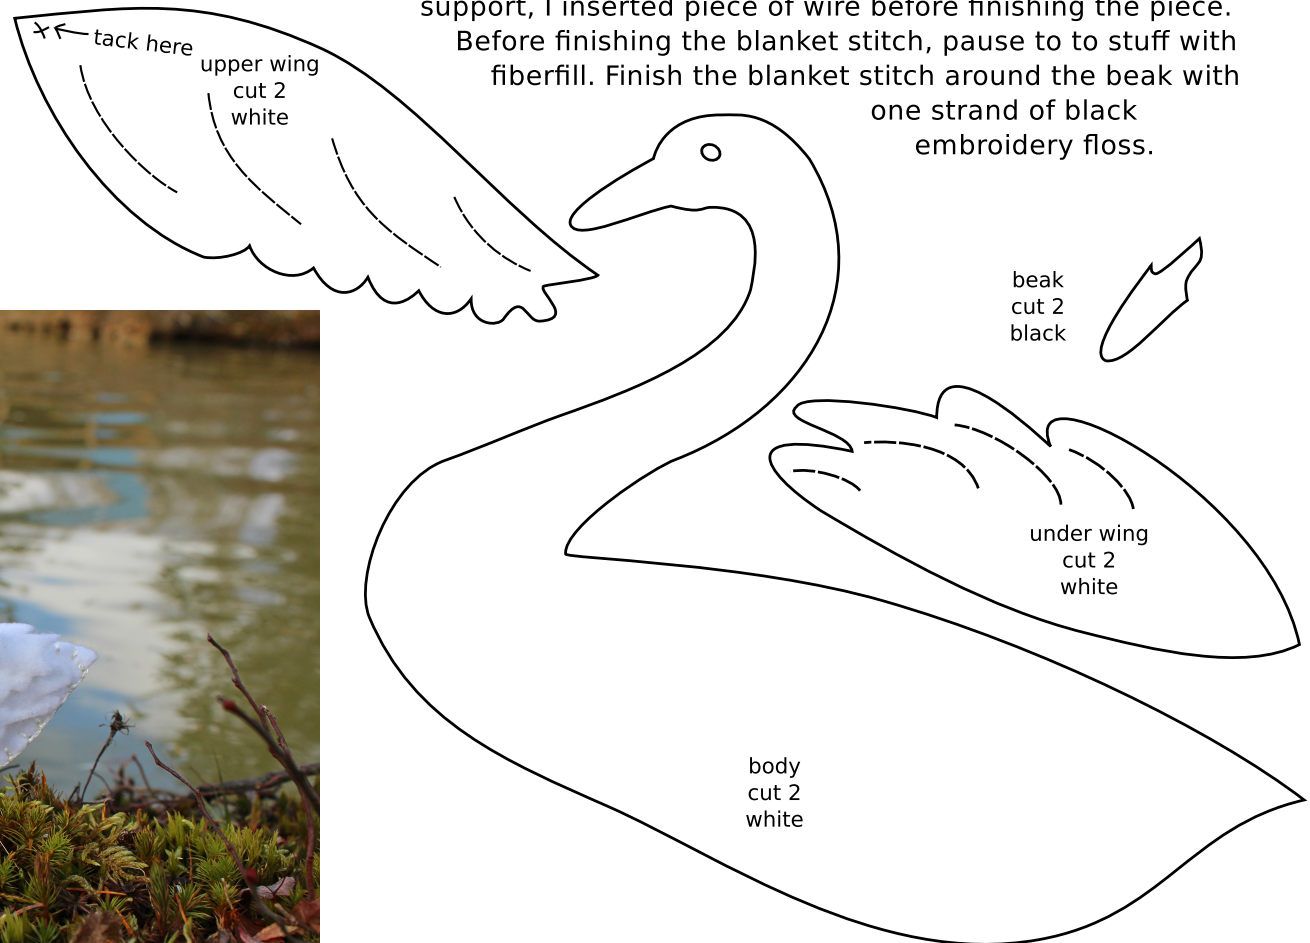 support, I inserted piece of wire before finishing the piece.
Before finishing the blanket stitch, pause to to stuff with
fiberfill. Finish the blanket stitch around the beak with
one strand of black
embroidery floss.
tack here
upper wing
cut 2
white
beak
cut 2
black
under wing
cut 2
white
body
cut 2
white